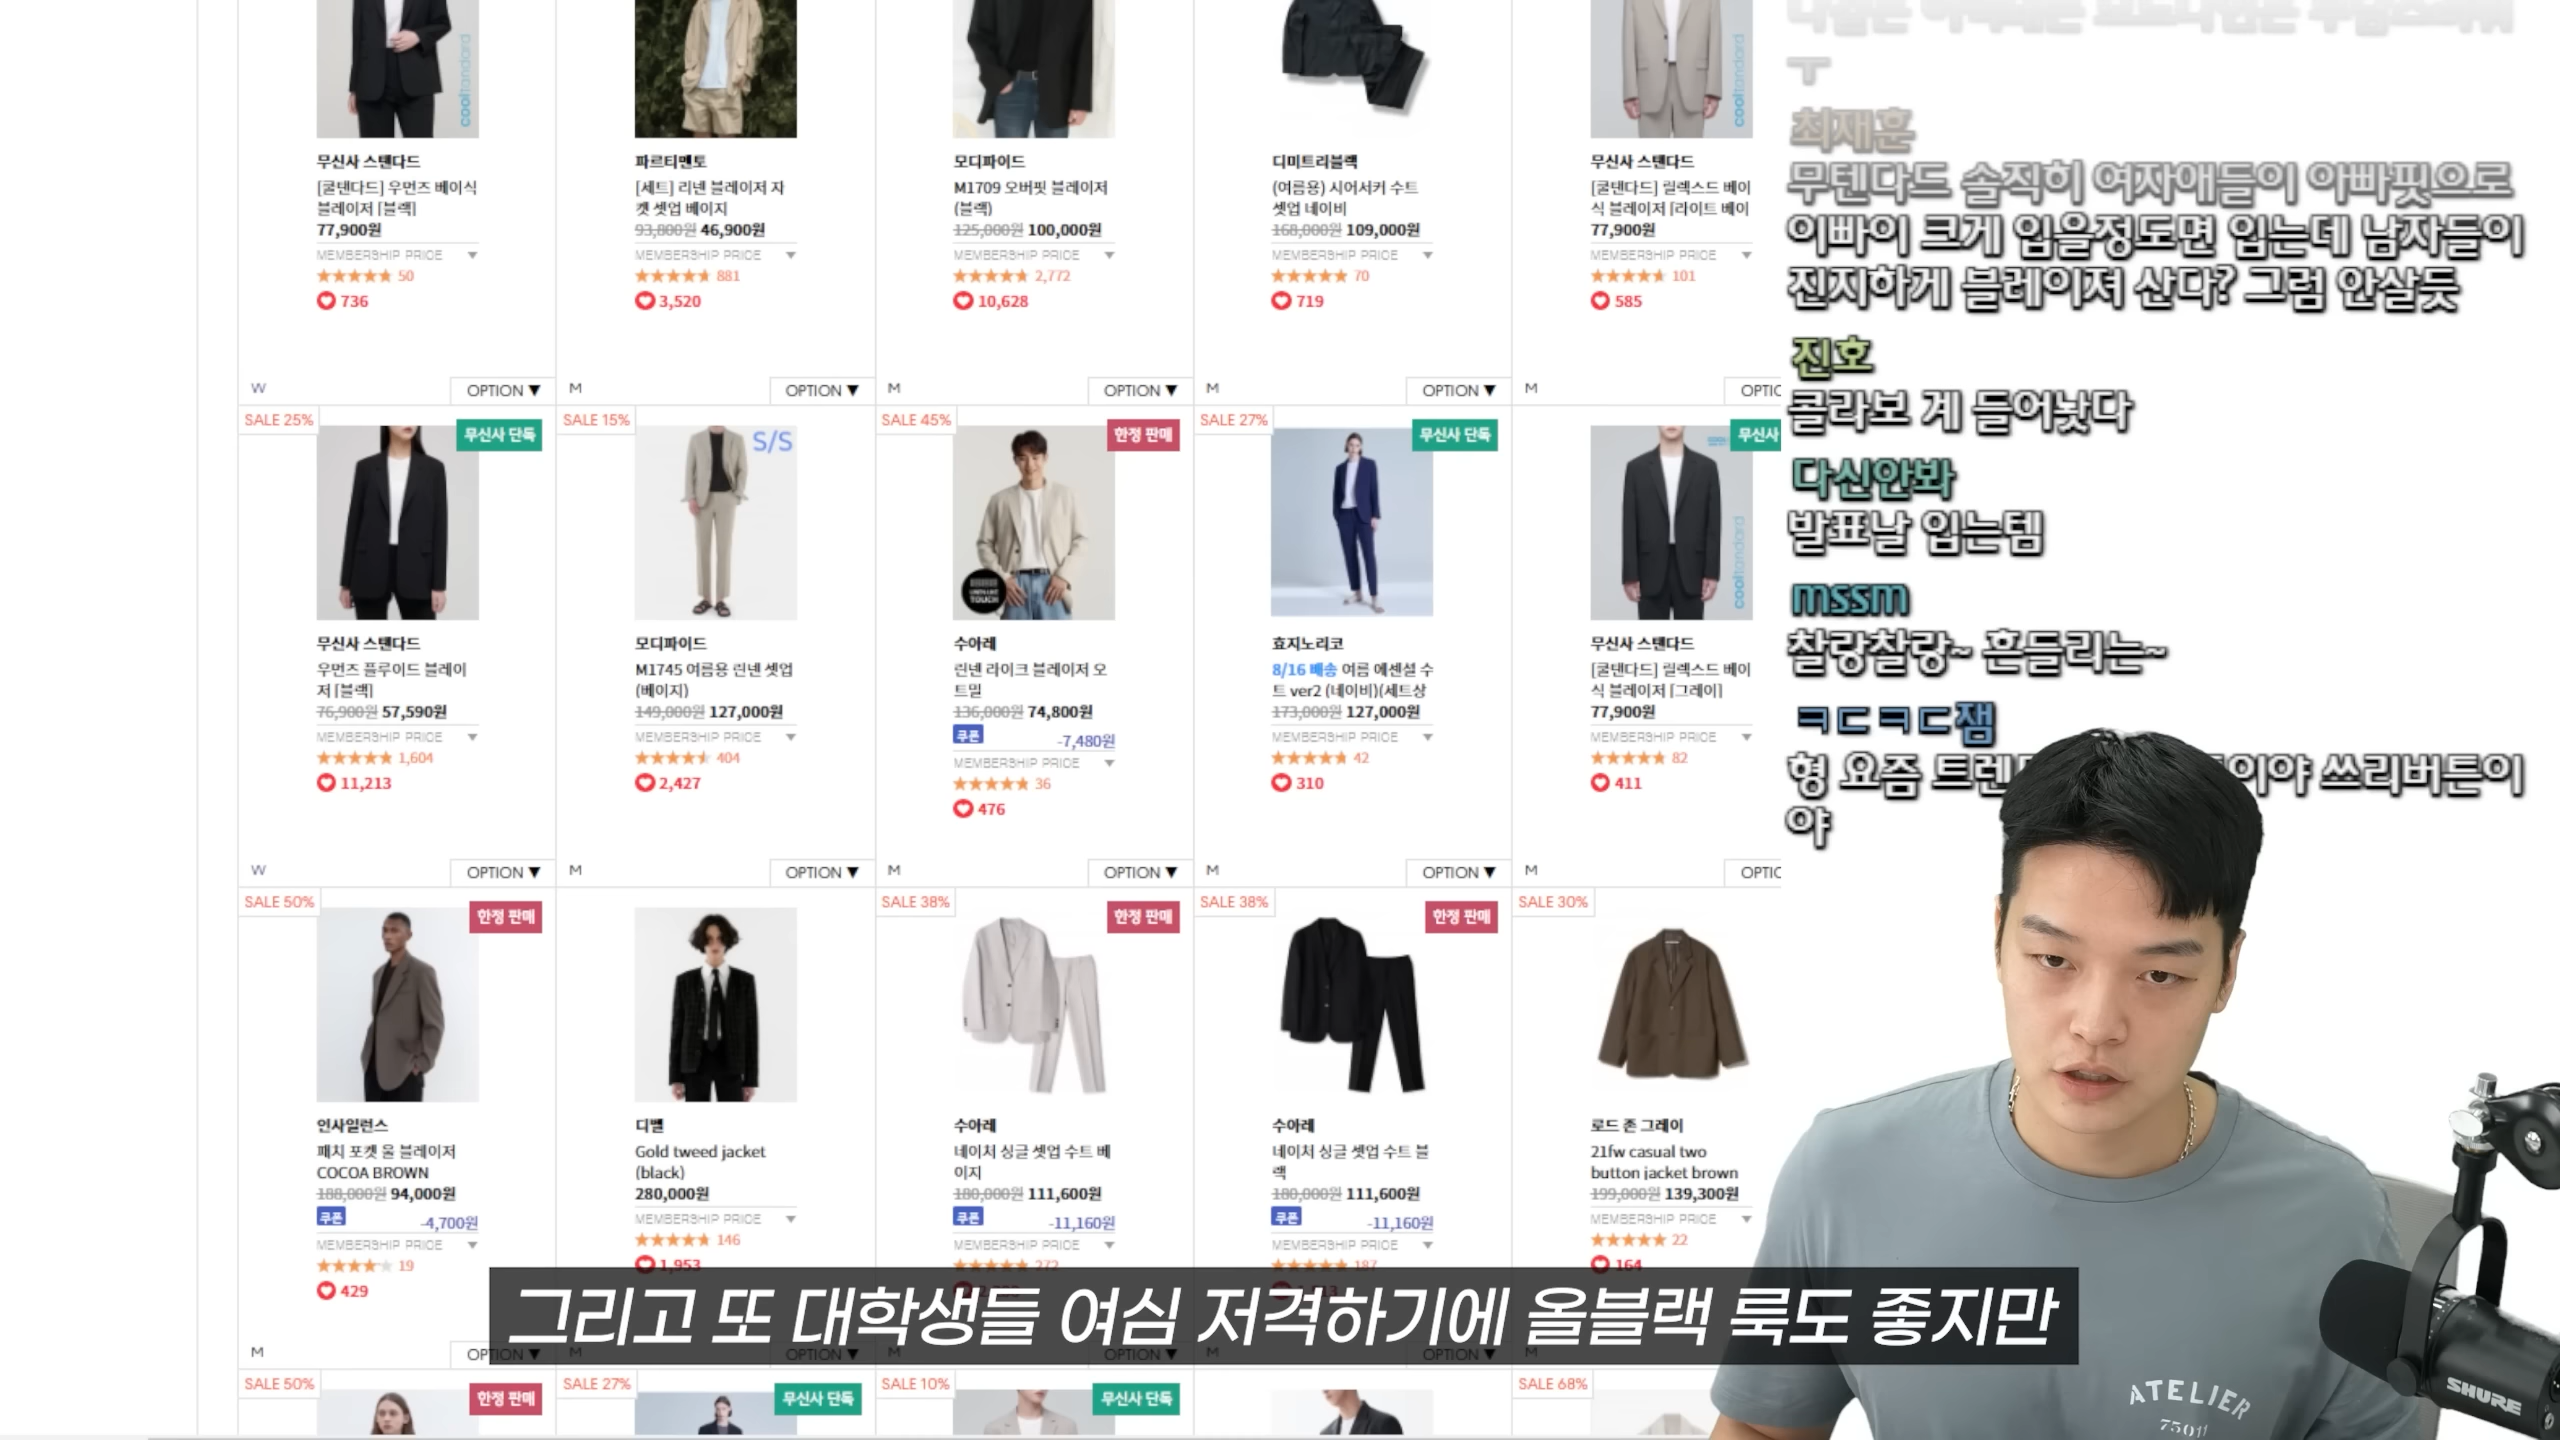 cooltandard
cooltandard
무신사 스탠다드
[쿨탠다드] 우먼즈 베이식
블레이저 [블랙]
77,900원
MEMBERSHIP PRICE ▼
50
736
W
OPTION ▼
파르티멘토
[세트] 리넨 블레이저 자
켓 셋업 베이지
93,800원 46,900원
MEMBERSHIP PRICE ▼
881
3,520
M
OPTION ▼
모디파이드
M1709 오버핏 블레이저
(블랙)
125,000원 100,000원
MEMBERSHIP PRICE ▼
2,772
10,628
M
OPTION ▼
디미트리블랙
(여름용) 시어서커 수트
셋업 네이비
168,000원 109,000원
MEMBERSHIP PRICE ▼
70
719
M
OPTION ▼
무신사 스탠다드
[쿨탠다드] 릴렉스드 베이
식 블레이저 [라이트 베이
77,900원
MEMBERSHIP PRICE ▼
101
585
M
OPTIO
SALE 25%
무신사 단독
무신사 스탠다드
우먼즈 플루이드 블레이
저 [블랙]
76,900원 57,590원
MEMBERSHIP PRICE ▼
1,604
11,213
W
OPTION ▼
SALE 15%
S/S
모디파이드
M1745 여름용 린넨 셋업
(베이지)
149,000원 127,000원
MEMBERSHIP PRICE ▼
404
2,427
M
OPTION ▼
SALE 45%
한정 판매
TOUCH
수아레
린넨 라이크 블레이저 오
트밀
136,000원 74,800원
쿠폰 -7,480원
MEMBERSHIP PRICE ▼
36
476
M
OPTION ▼
SALE 27%
무신사 단독
효지노리코
8/16 배송 여름 에센셜 수
트 ver2 (네이비)(세트상
173,000원 127,000원
MEMBERSHIP PRICE ▼
42
310
M
OPTION ▼
무신사
cooltandard
무신사 스탠다드
[쿨탠다드] 릴렉스드 베이
식 블레이저 [그레이]
77,900원
MEMBERSHIP PRICE ▼
82
411
M
OPTIO
SALE 50%
한정 판매
인사일런스
패치 포켓 울 블레이저
COCOA BROWN
188,000원 94,000원
쿠폰 -4,700원
MEMBERSHIP PRICE ▼
19
429
M
OPTION ▼
디벨
Gold tweed jacket
(black)
280,000원
MEMBERSHIP PRICE ▼
146
1,953
M
OPTION ▼
SALE 38%
한정 판매
수아레
네이처 싱글 셋업 수트 베
이지
180,000원 111,600원
쿠폰 -11,160원
MEMBERSHIP PRICE ▼
272
M
OPTION ▼
SALE 38%
한정 판매
수아레
네이처 싱글 셋업 수트 블
랙
180,000원 111,600원
쿠폰 -11,160원
MEMBERSHIP PRICE ▼
187
M
OPTION ▼
SALE 30%
로드 존 그레이
21fw casual two
button jacket brown
199,000원 139,300원
MEMBERSHIP PRICE ▼
22
164
SALE 50%
한정 판매
SALE 27%
무신사 단독
SALE 10%
무신사 단독
SALE 68%
ㅜ
최재훈
무텐다드 솔직히 여자애들이 아빠핏으로
이빠이 크게 입을정도면 입는데 남자들이
진지하게 블레이져 산다? 그럼 안살듯
진호
콜라보 계 들어놨다
다신안봐
발표날 입는템
mssm
찰랑찰랑~ 흔들리는~
ㅋㄷㅋㄷ잼
형 요즘 이야 쓰리버튼이
야
그리고 또 대학생들 여심 저격하기에 올블랙 룩도 좋지만
ATELIER
SHURE